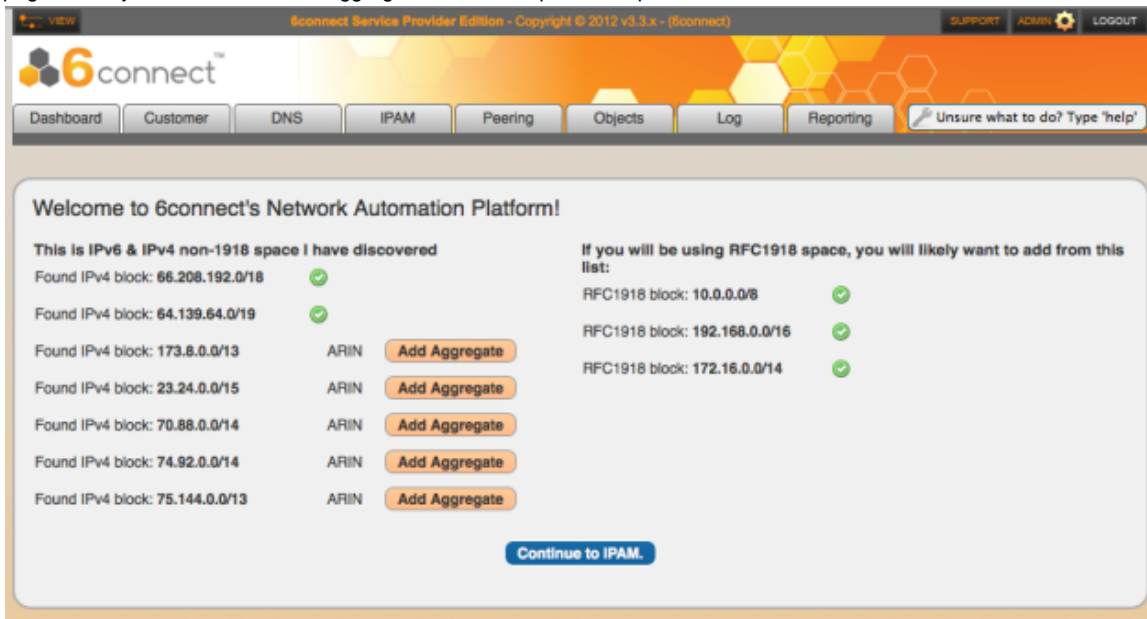 VIEW
6connect Service Provider Edition - Copyright © 2012 v3.3.x - (6connect)
SUPPORT ADMIN LOGOUT
6connect™
Dashboard Customer DNS IPAM Peering Objects Log Reporting Unsure what to do? Type 'help'
Welcome to 6connect's Network Automation Platform!
This is IPv6 & IPv4 non-1918 space I have discovered
Found IPv4 block: 66.208.192.0/18
Found IPv4 block: 64.139.64.0/19
Found IPv4 block: 173.8.0.0/13 ARIN Add Aggregate
Found IPv4 block: 23.24.0.0/15 ARIN Add Aggregate
Found IPv4 block: 70.88.0.0/14 ARIN Add Aggregate
Found IPv4 block: 74.92.0.0/14 ARIN Add Aggregate
Found IPv4 block: 75.144.0.0/13 ARIN Add Aggregate
If you will be using RFC1918 space, you will likely want to add from this
list:
RFC1918 block: 10.0.0.0/8
RFC1918 block: 192.168.0.0/16
RFC1918 block: 172.16.0.0/14
Continue to IPAM.